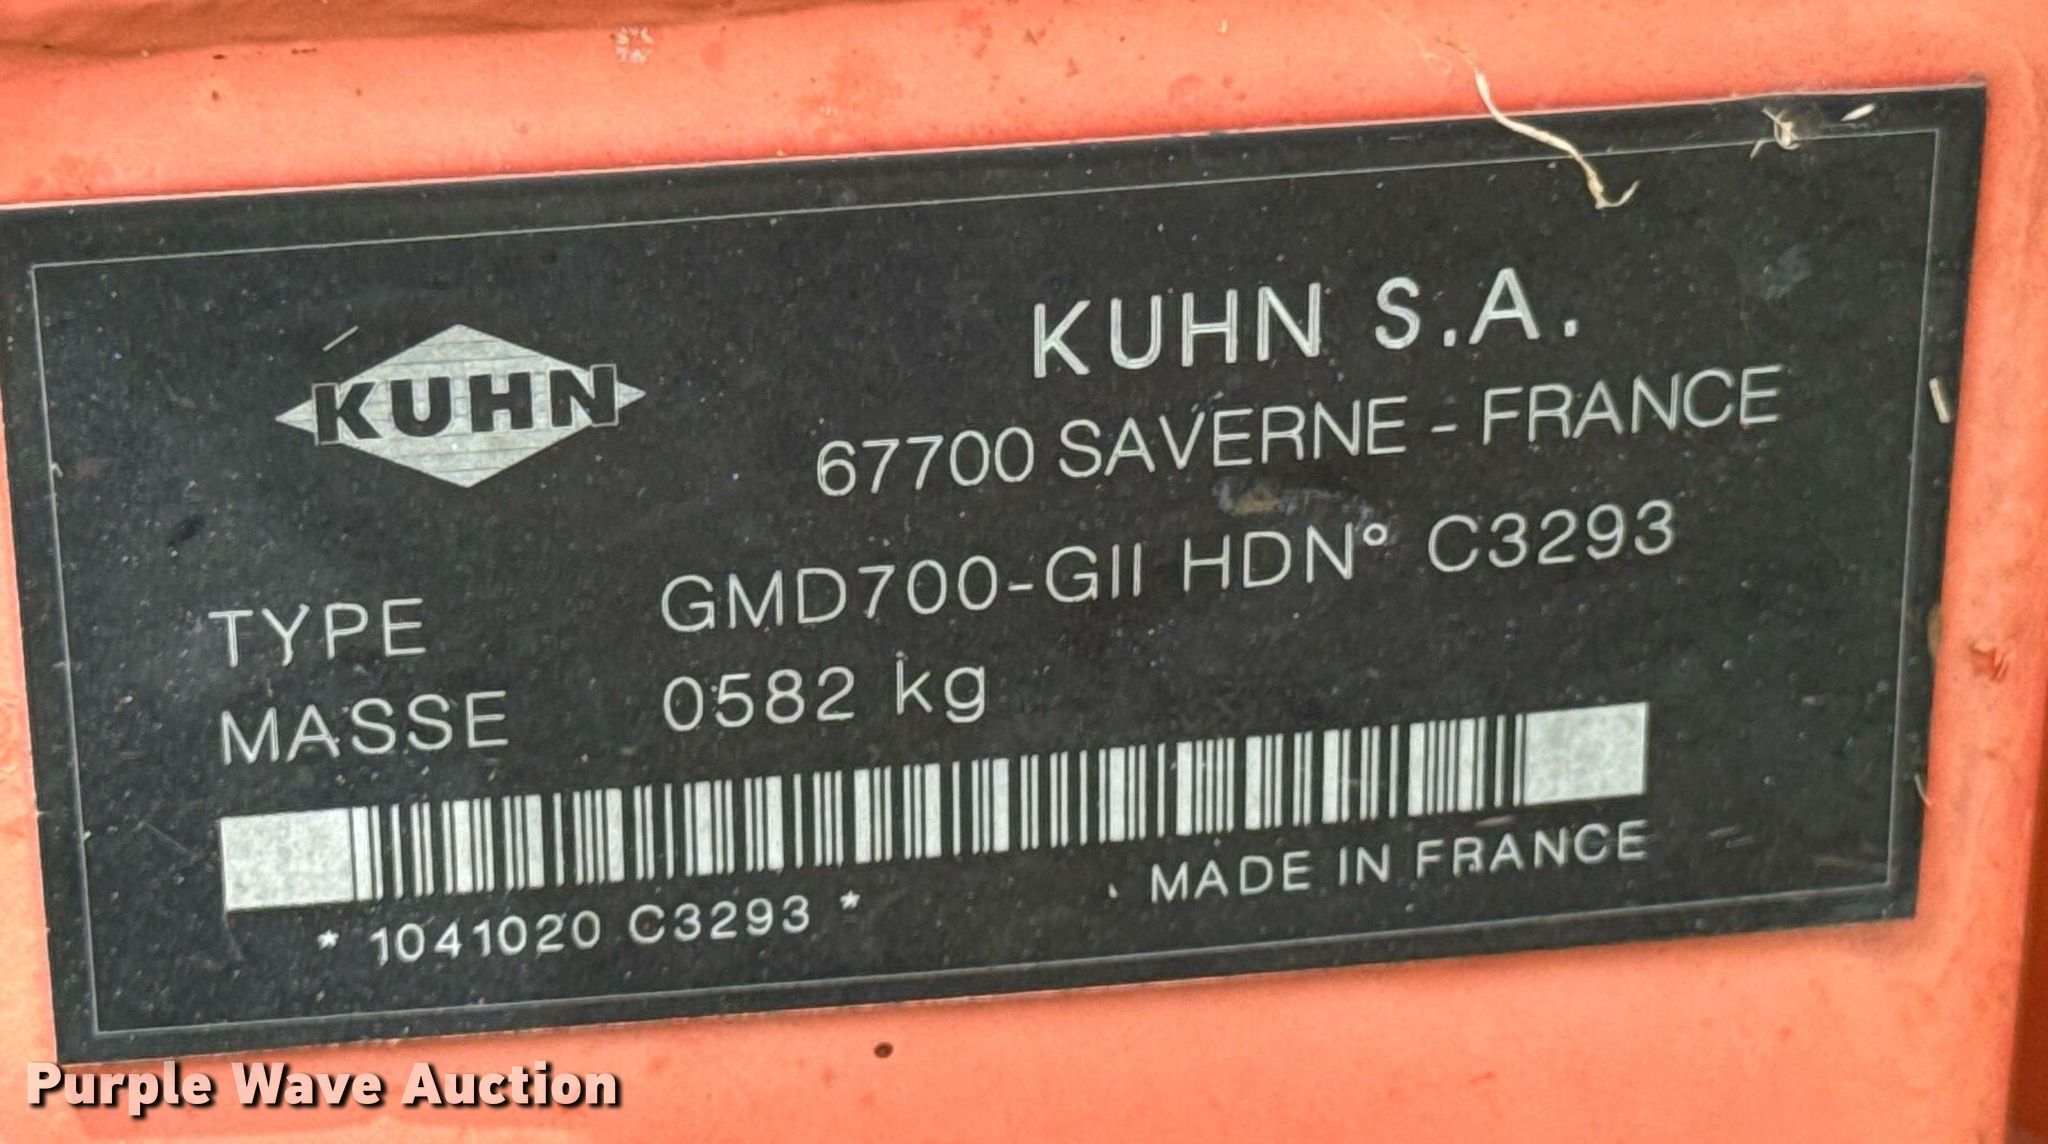 KUHN
KUHN S.A.
67700 SAVERNE - FRANCE
TYPE GMD700-GII HDN° C3293
MASSE 0582 kg
* 1041020 C3293 *
MADE IN FRANCE
Purple Wave Auction